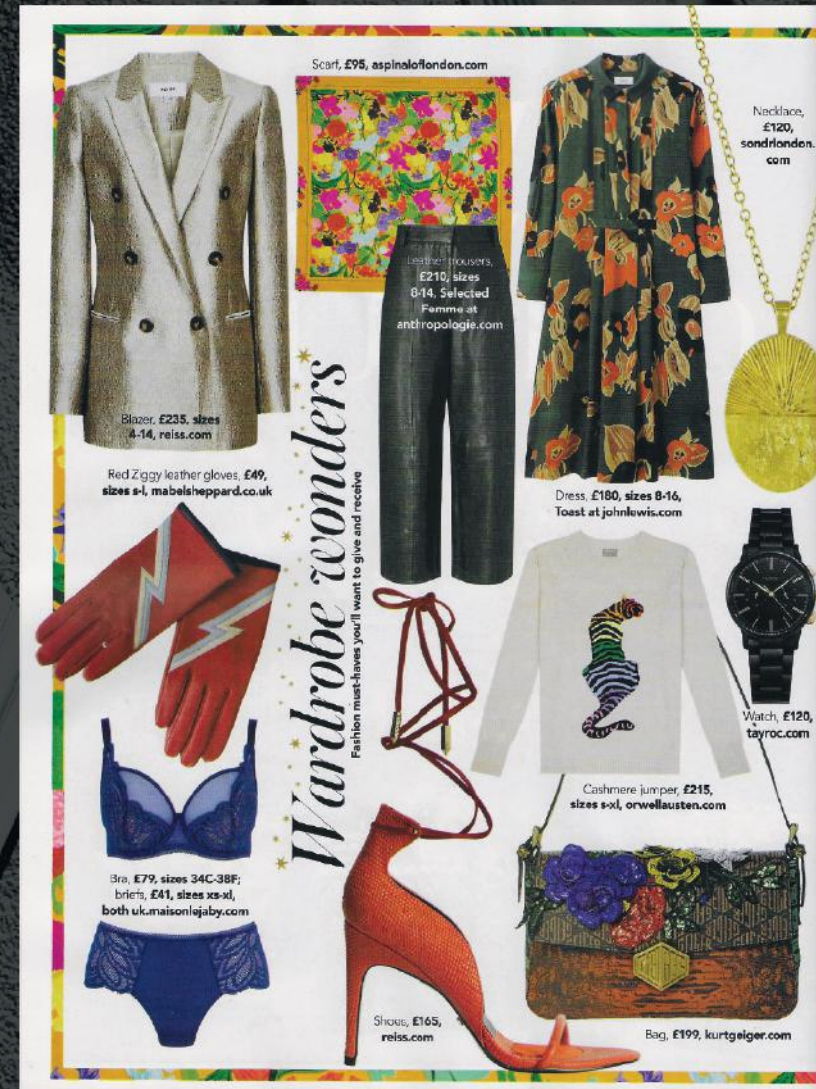 Scarf, £95, aspinaloflondon.com
Necklace,
£120,
sondrlondon.
com
Leather trousers,
£210, sizes
8-14, Selected
Femme at
anthropologie.com
Blazer, £235, sizes
4-14, reiss.com
Red Ziggy leather gloves, £49,
sizes s-l, mabelsheppard.co.uk
Dress, £180, sizes 8-16,
Toast at johnlewis.com
Wardrobe wonders
Fashion must-haves you'll want to give and receive
Watch, £120,
tayroc.com
Cashmere jumper, £215,
sizes s-xl, orwellausten.com
Bra, £79, sizes 34C-38F;
briefs, £41, sizes xs-xl,
both uk.maisonlejaby.com
Shoes, £165,
reiss.com
Bag, £199, kurtgeiger.com